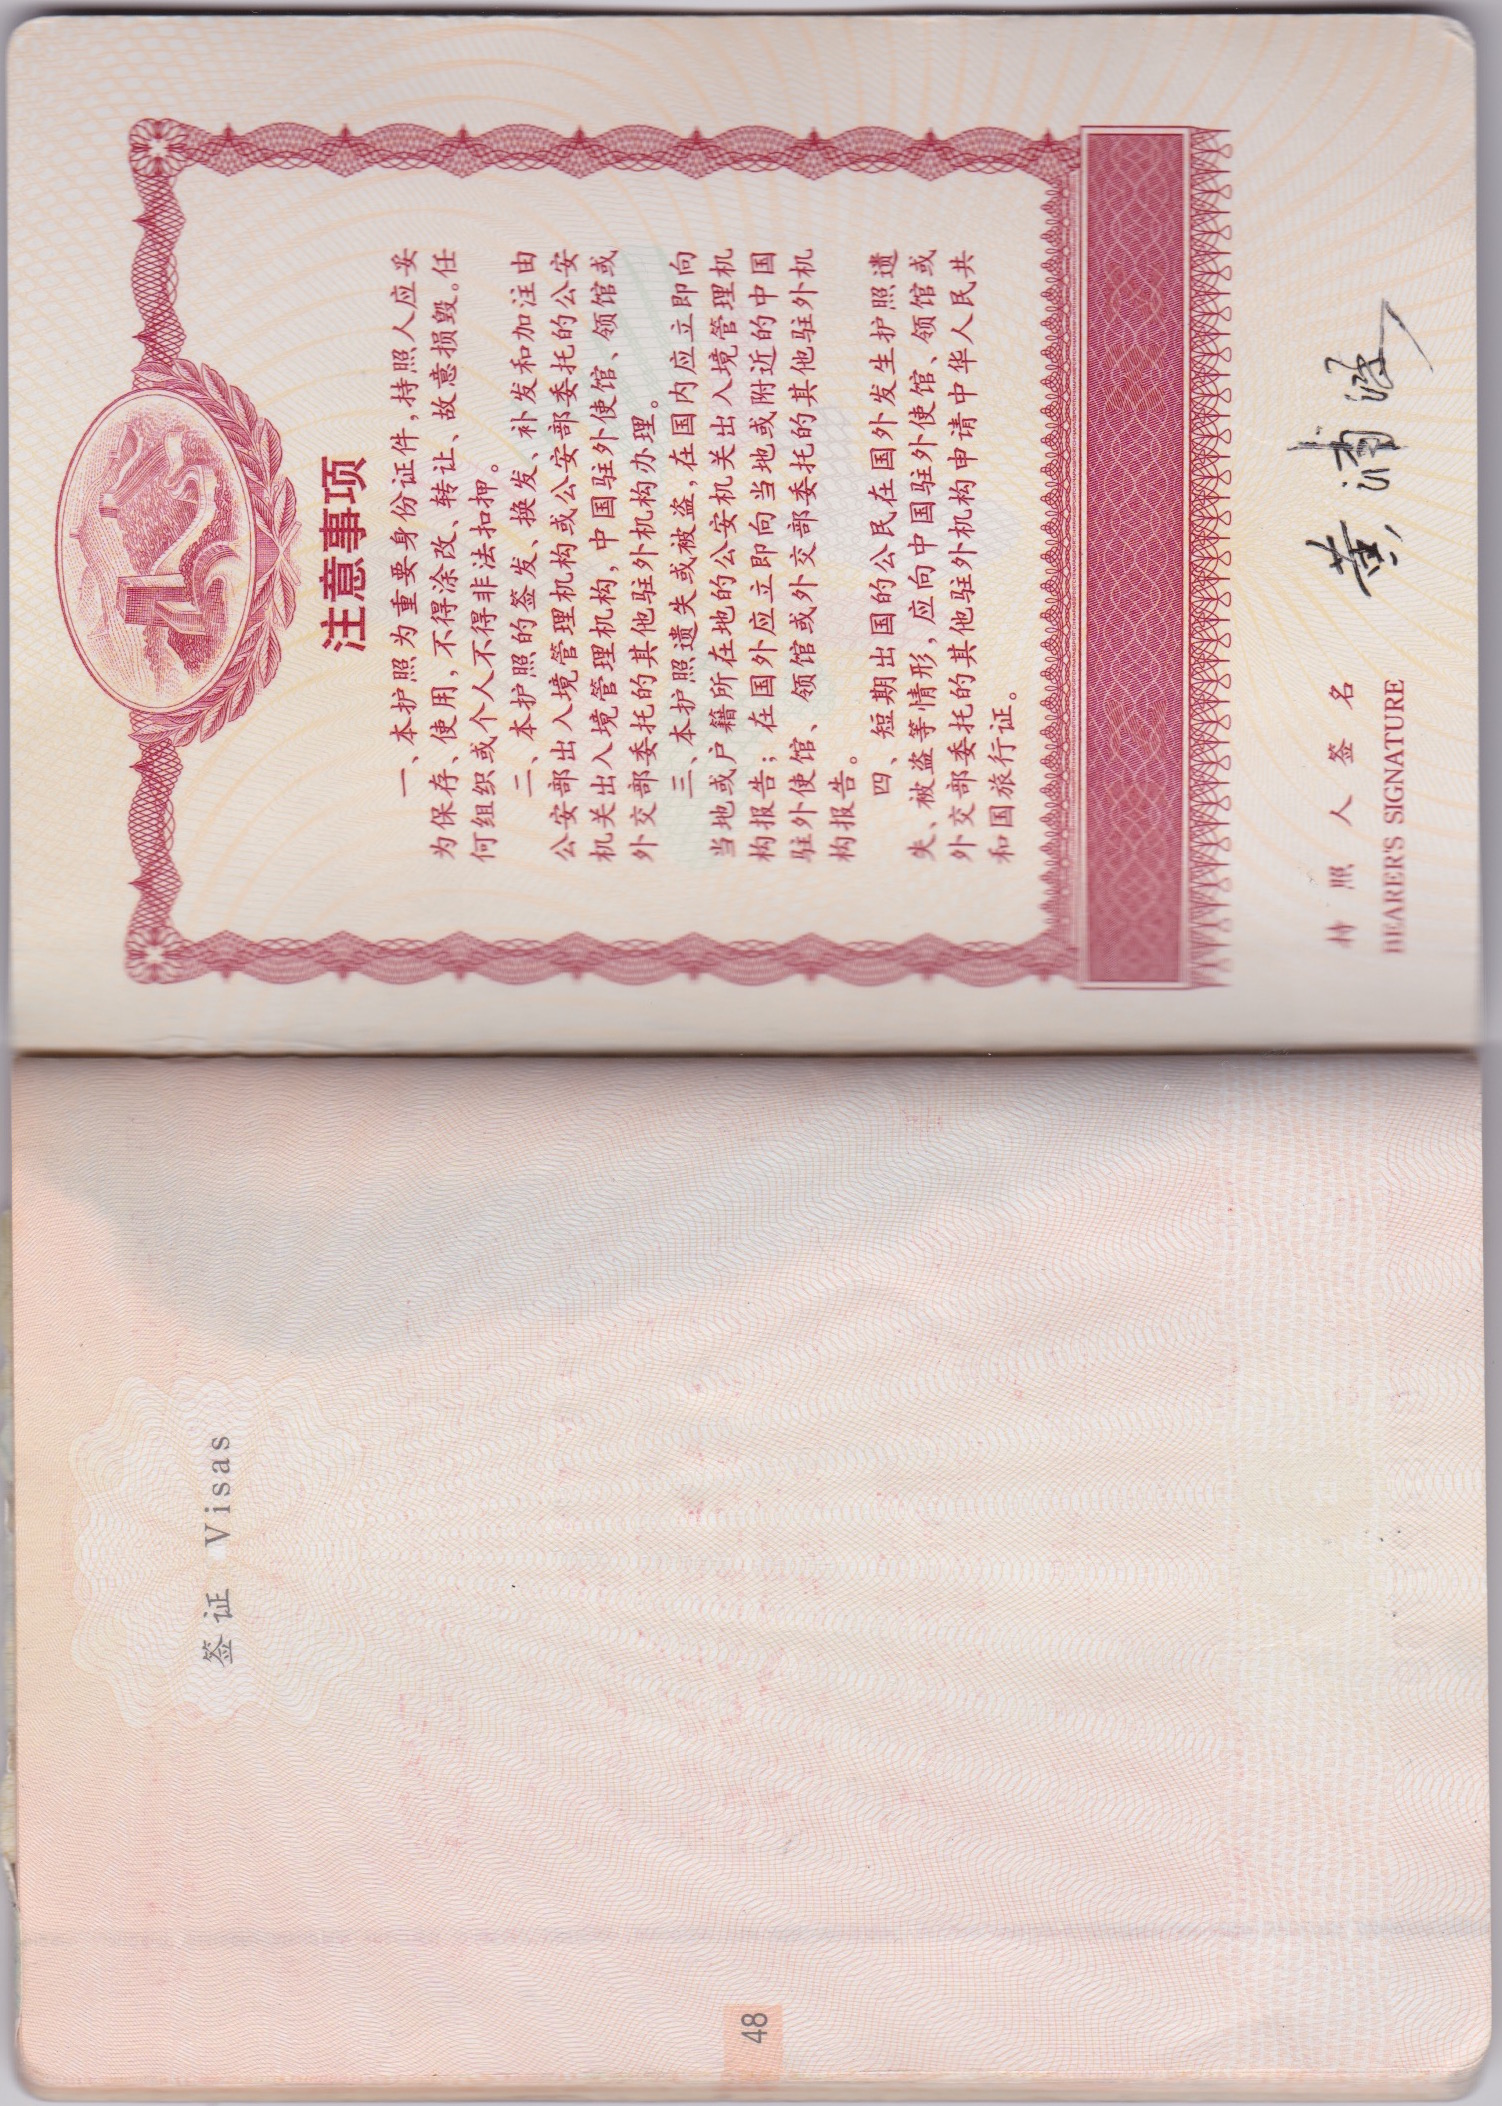 注意事项
一、本护照为重要身份证件，持照人应妥
为保存、使用，不得涂改、转让、故意损毁。任
何组织或个人不得非法扣押。
二、本护照的签发、换发、补发和加注由
公安部出入境管理机构或公安部委托的公安
机关出入境管理机构，中国驻外使馆、领馆或
外交部委托的其他驻外机构办理。
三、本护照遗失或被盗，在国内应立即向
当地或户籍所在地的公安机关出入境管理机
构报告；在国外应立即向当地或附近的中国
驻外使馆、领馆或外交部委托的其他驻外机
构报告。
四、短期出国的公民在国外发生护照遗
失、被盗等情形，应向中国驻外使馆、领馆或
外交部委托的其他驻外机构申请中华人民共
和国旅行证。
持照人签名
BEARER'S SIGNATURE
黄沛
签证 Visas
48